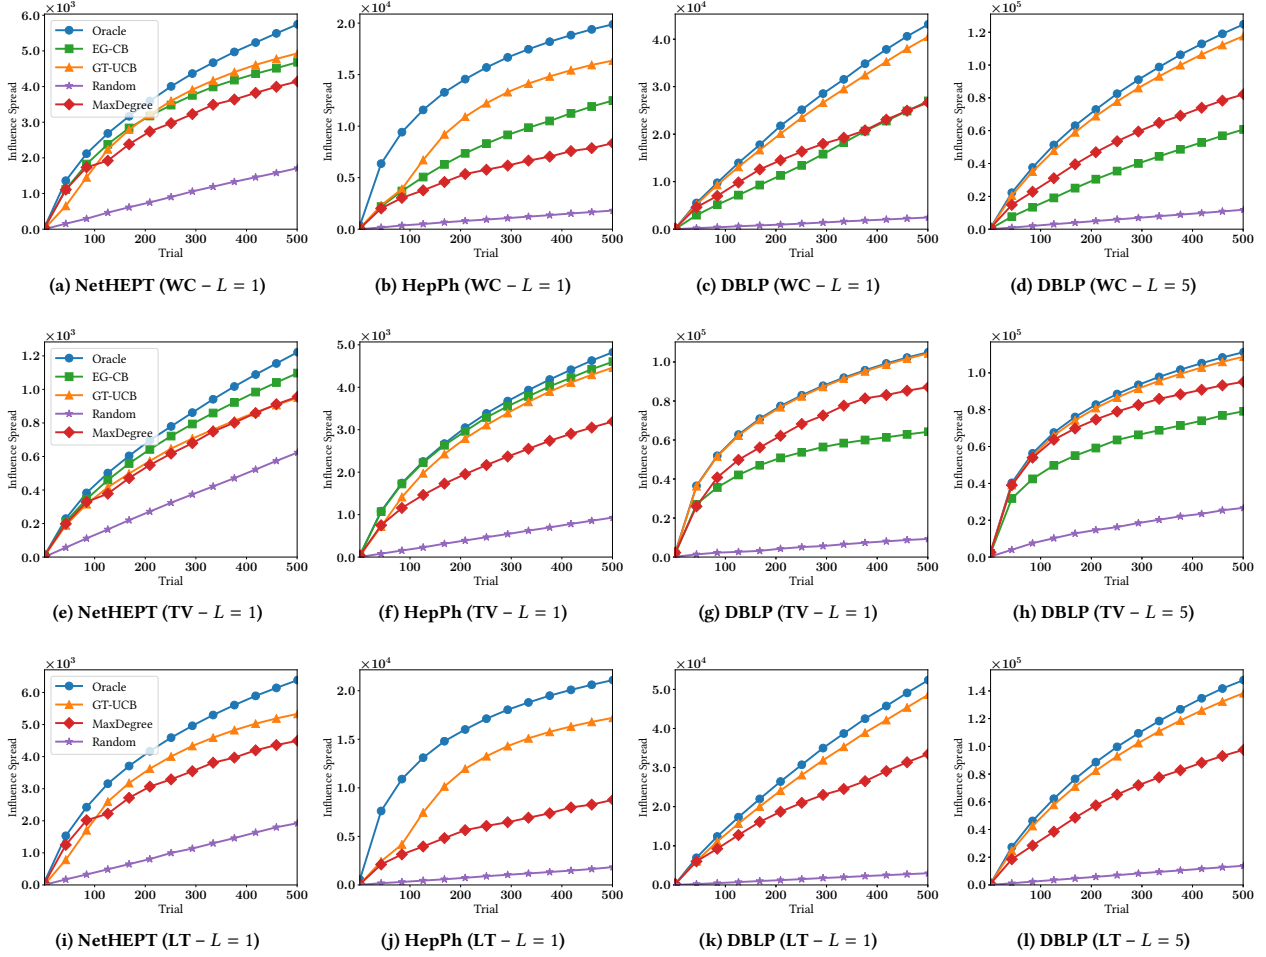 ×10³
6.0
5.0
4.0
3.0
2.0
1.0
0.0
Influence Spread
Oracle
EG-CB
GT-UCB
Random
MaxDegree
100 200 300 400 500
Trial
(a) NetHEPT (WC – L = 1)
×10⁴
2.0
1.5
1.0
0.5
0.0
Influence Spread
100 200 300 400 500
Trial
(b) HepPh (WC – L = 1)
×10⁴
4.0
3.0
2.0
1.0
0.0
Influence Spread
100 200 300 400 500
Trial
(c) DBLP (WC – L = 1)
×10⁵
1.2
1.0
0.8
0.6
0.4
0.2
0.0
Influence Spread
100 200 300 400 500
Trial
(d) DBLP (WC – L = 5)
×10³
1.2
1.0
0.8
0.6
0.4
0.2
0.0
Influence Spread
Oracle
EG-CB
GT-UCB
Random
MaxDegree
100 200 300 400 500
Trial
(e) NetHEPT (TV – L = 1)
×10³
5.0
4.0
3.0
2.0
1.0
0.0
Influence Spread
100 200 300 400 500
Trial
(f) HepPh (TV – L = 1)
×10⁵
1.0
0.8
0.6
0.4
0.2
0.0
Influence Spread
100 200 300 400 500
Trial
(g) DBLP (TV – L = 1)
×10⁵
1.0
0.8
0.6
0.4
0.2
0.0
Influence Spread
100 200 300 400 500
Trial
(h) DBLP (TV – L = 5)
×10³
6.0
5.0
4.0
3.0
2.0
1.0
0.0
Influence Spread
Oracle
GT-UCB
MaxDegree
Random
100 200 300 400 500
Trial
(i) NetHEPT (LT – L = 1)
×10⁴
2.0
1.5
1.0
0.5
0.0
Influence Spread
100 200 300 400 500
Trial
(j) HepPh (LT – L = 1)
×10⁴
5.0
4.0
3.0
2.0
1.0
0.0
Influence Spread
100 200 300 400 500
Trial
(k) DBLP (LT – L = 1)
×10⁵
1.4
1.2
1.0
0.8
0.6
0.4
0.2
0.0
Influence Spread
100 200 300 400 500
Trial
(l) DBLP (LT – L = 5)